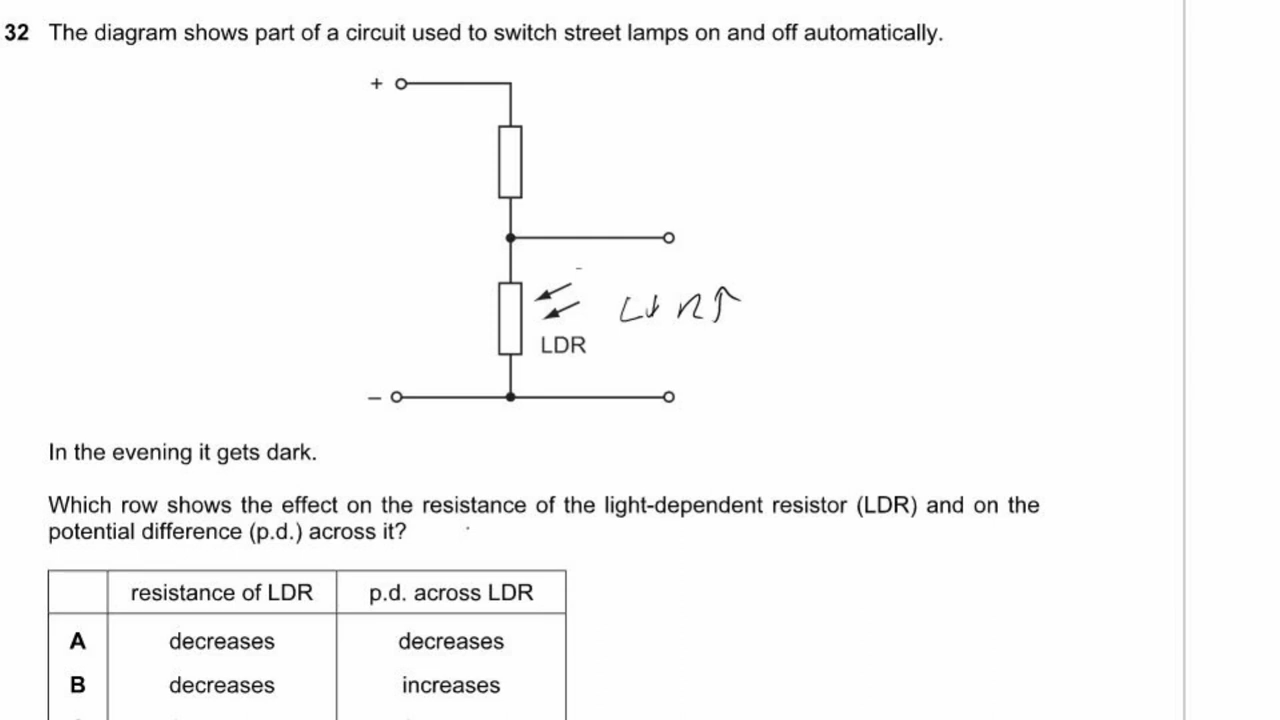 32 The diagram shows part of a circuit used to switch street lamps on and off automatically.
+
L↓ R↑
LDR
–
In the evening it gets dark.
Which row shows the effect on the resistance of the light-dependent resistor (LDR) and on the
potential difference (p.d.) across it?
resistance of LDR p.d. across LDR
A decreases decreases
B decreases increases